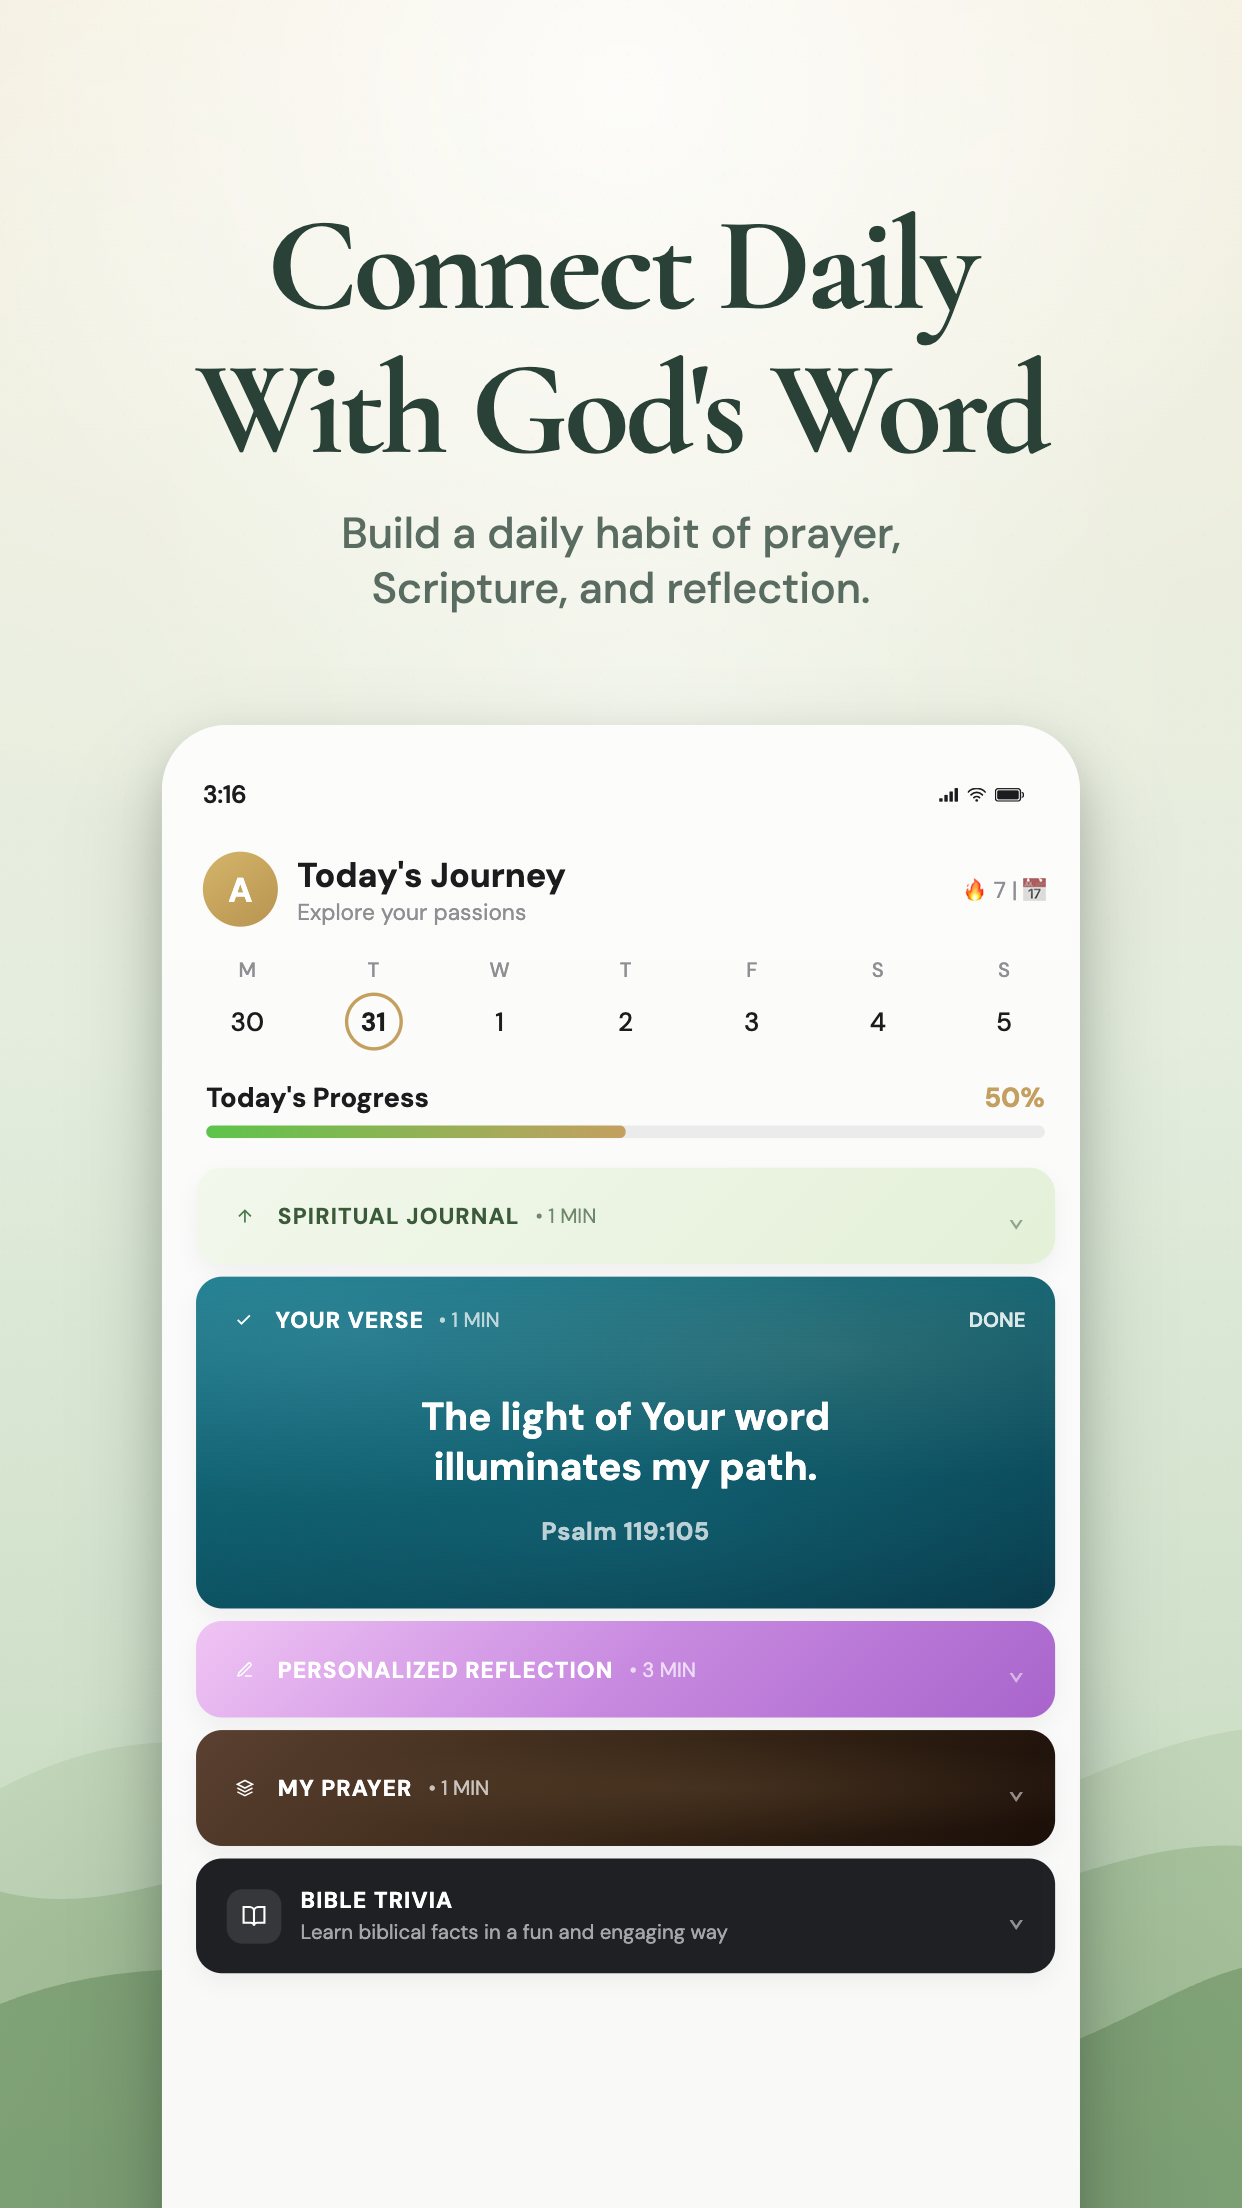 Connect Daily
With God's Word
Build a daily habit of prayer,
Scripture, and reflection.
3:16
A
Today's Journey
Explore your passions
🔥 7 | 📅 17
M T W T F S S
30 31 1 2 3 4 5
Today's Progress 50%
SPIRITUAL JOURNAL • 1 MIN
YOUR VERSE • 1 MIN DONE
The light of Your word
illuminates my path.
Psalm 119:105
PERSONALIZED REFLECTION • 3 MIN
MY PRAYER • 1 MIN
BIBLE TRIVIA
Learn biblical facts in a fun and engaging way